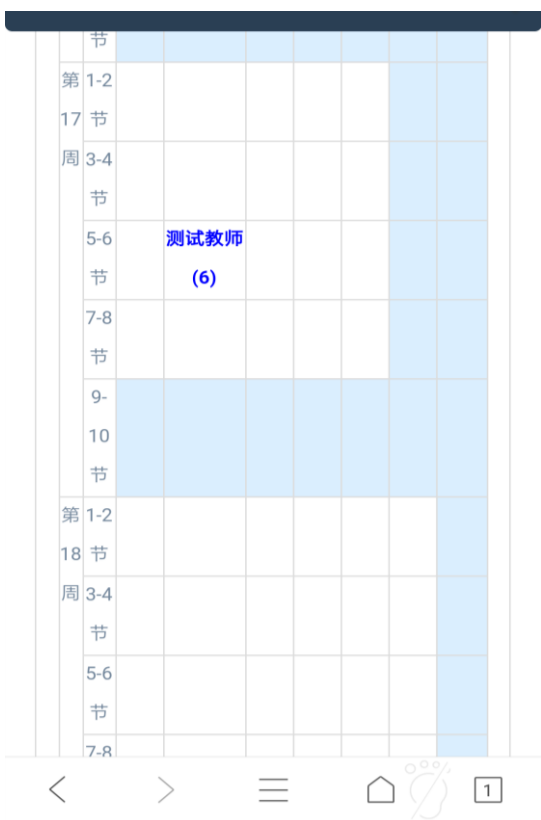 节
第 1-2
17 节
周 3-4
节
5-6 测试教师
节 (6)
7-8
节
9-
10
节
第 1-2
18 节
周 3-4
节
5-6
节
7-8
1